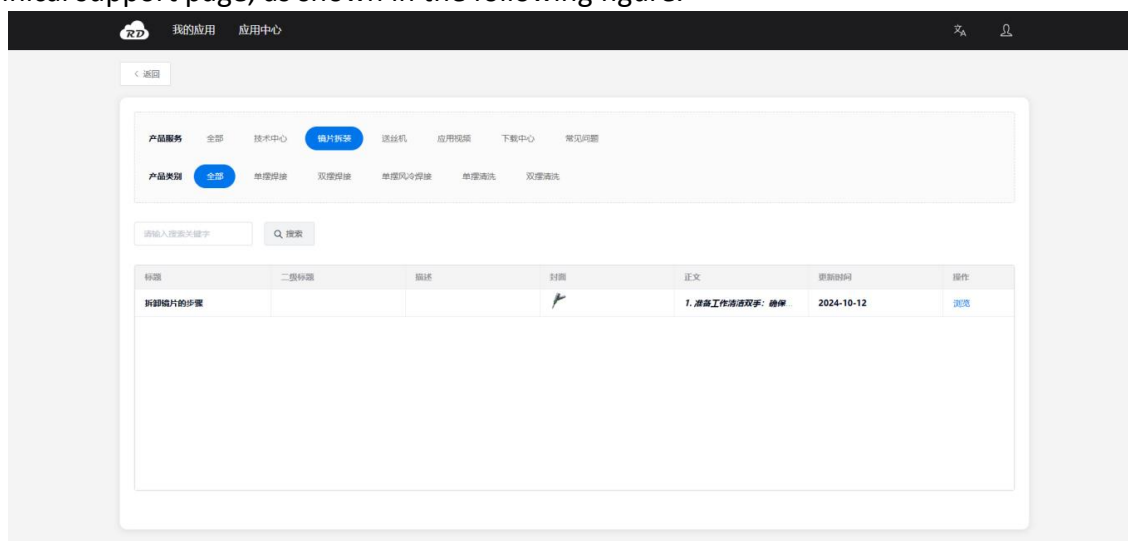 nical support page, as shown in the following figure.
RD 我的应用 应用中心 文A
< 返回
产品服务 全部 技术中心 镜片拆装 送丝机 应用视频 下载中心 常见问题
产品类别 全部 单摆焊接 双摆焊接 单摆风冷焊接 单摆清洗 双摆清洗
请输入搜索关键字 搜索
标题 二级标题 描述 封面 正文 更新时间 操作
拆卸镜片的步骤 1. 准备工作清洁双手：确保... 2024-10-12 浏览